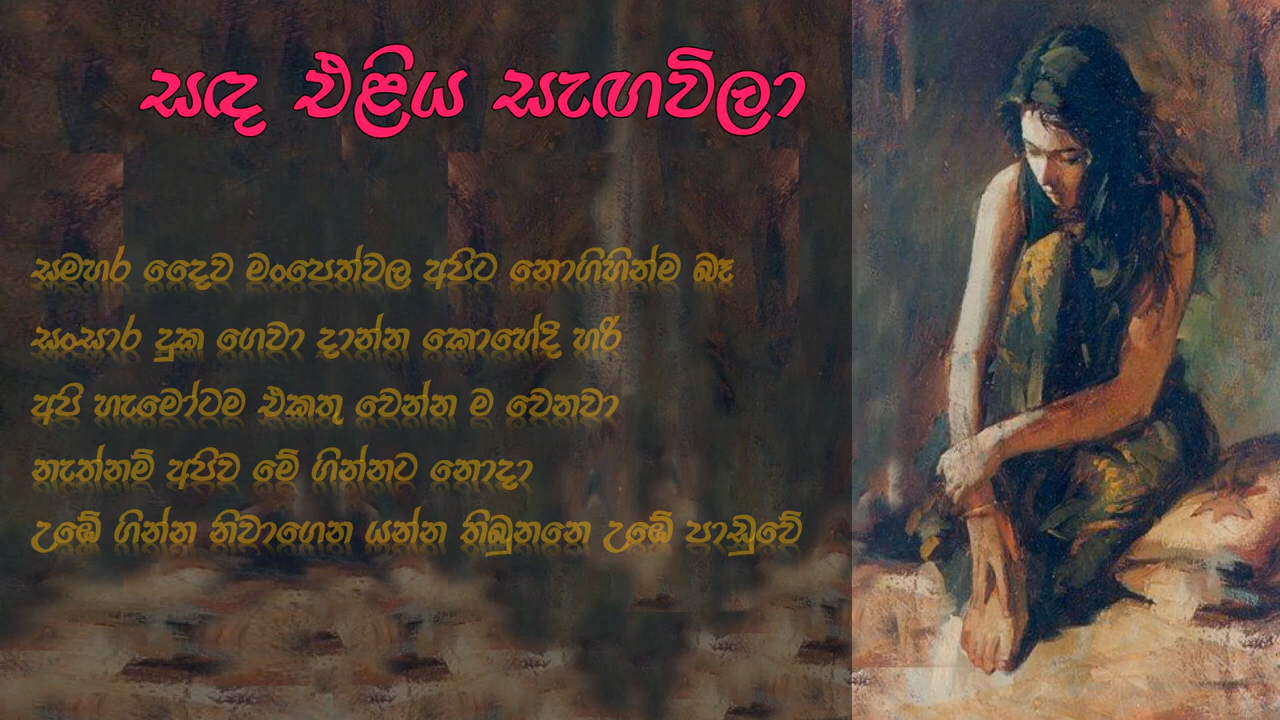 සඳ එළිය සැඟවිලා
සමහර දෛව මංපෙත්වල අපිට නොගිහින්ම බෑ
සංසාර දුක ගෙවා දාන්න කොහේදි හරි
අපි හැමෝටම එකතු වෙන්න ම වෙනවා
නැත්නම් අපිව මේ ගින්නට නොදා
උඹේ ගින්න නිවාගෙන යන්න තිබුනනෙ උඹේ පාඩුවේ